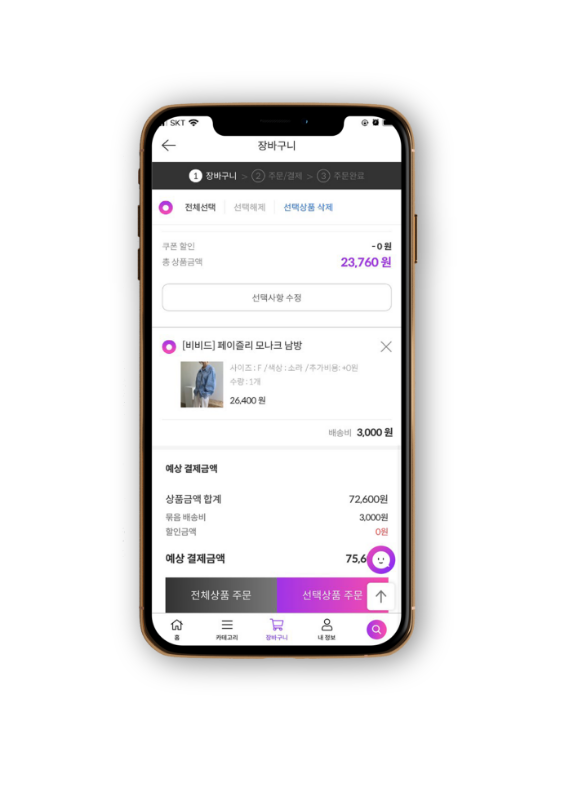 SKT
장바구니
1 장바구니 > 2 주문/결제 > 3 주문완료
전체선택 선택해제 선택상품 삭제
쿠폰 할인 - 0 원
총 상품금액 23,760 원
선택사항 수정
[비비드] 페이즐리 모나크 남방
사이즈 : F / 색상 : 소라 / 추가비용: +0원
수량 : 1개
26,400 원
배송비 3,000 원
예상 결제금액
상품금액 합계 72,600원
묶음 배송비 3,000원
할인금액 0원
예상 결제금액 75,6
전체상품 주문 선택상품 주문
홈 카테고리 장바구니 내 정보